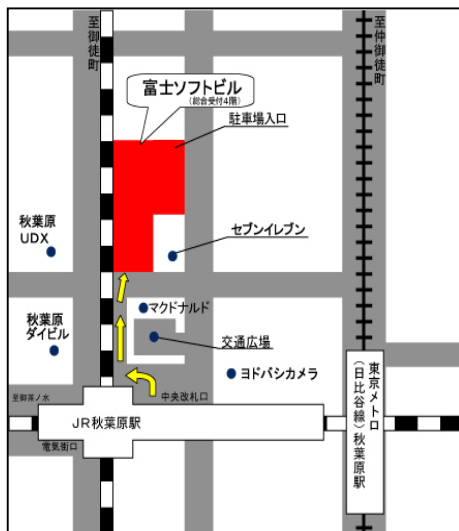 至御徒町
至仲御徒町
富士ソフトビル
(総合受付4階)
駐車場入口
秋葉原
UDX
セブンイレブン
マクドナルド
秋葉原
ダイビル
交通広場
ヨドバシカメラ
至御茶ノ水
中央改札口
JR秋葉原駅
電気街口
東京メトロ
(日比谷線)秋葉原駅